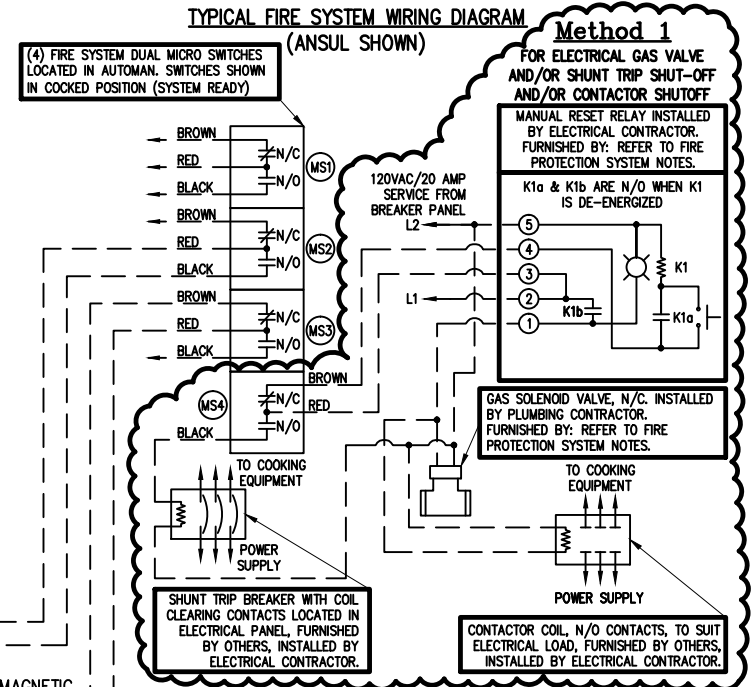 TYPICAL FIRE SYSTEM WIRING DIAGRAM
(ANSUL SHOWN)
(4) FIRE SYSTEM DUAL MICRO SWITCHES
LOCATED IN AUTOMAN. SWITCHES SHOWN
IN COCKED POSITION (SYSTEM READY)
Method 1
FOR ELECTRICAL GAS VALVE
AND/OR SHUNT TRIP SHUT-OFF
AND/OR CONTACTOR SHUTOFF
MANUAL RESET RELAY INSTALLED
BY ELECTRICAL CONTRACTOR.
FURNISHED BY: REFER TO FIRE
PROTECTION SYSTEM NOTES.
K1a & K1b ARE N/O WHEN K1
IS DE-ENERGIZED
120VAC/20 AMP
SERVICE FROM
BREAKER PANEL
L2
L1
5
4
3
2
1
K1
K1b
K1a
BROWN
RED
BLACK
N/C
N/O
MS1
BROWN
RED
BLACK
N/C
N/O
MS2
BROWN
RED
BLACK
N/C
N/O
MS3
BROWN
RED
BLACK
N/C
N/O
MS4
GAS SOLENOID VALVE, N/C. INSTALLED
BY PLUMBING CONTRACTOR.
FURNISHED BY: REFER TO FIRE
PROTECTION SYSTEM NOTES.
TO COOKING
EQUIPMENT
POWER
SUPPLY
TO COOKING
EQUIPMENT
POWER SUPPLY
SHUNT TRIP BREAKER WITH COIL
CLEARING CONTACTS LOCATED IN
ELECTRICAL PANEL, FURNISHED
BY OTHERS, INSTALLED BY
ELECTRICAL CONTRACTOR.
CONTACTOR COIL, N/O CONTACTS, TO SUIT
ELECTRICAL LOAD, FURNISHED BY OTHERS,
INSTALLED BY ELECTRICAL CONTRACTOR.
MAGNETIC